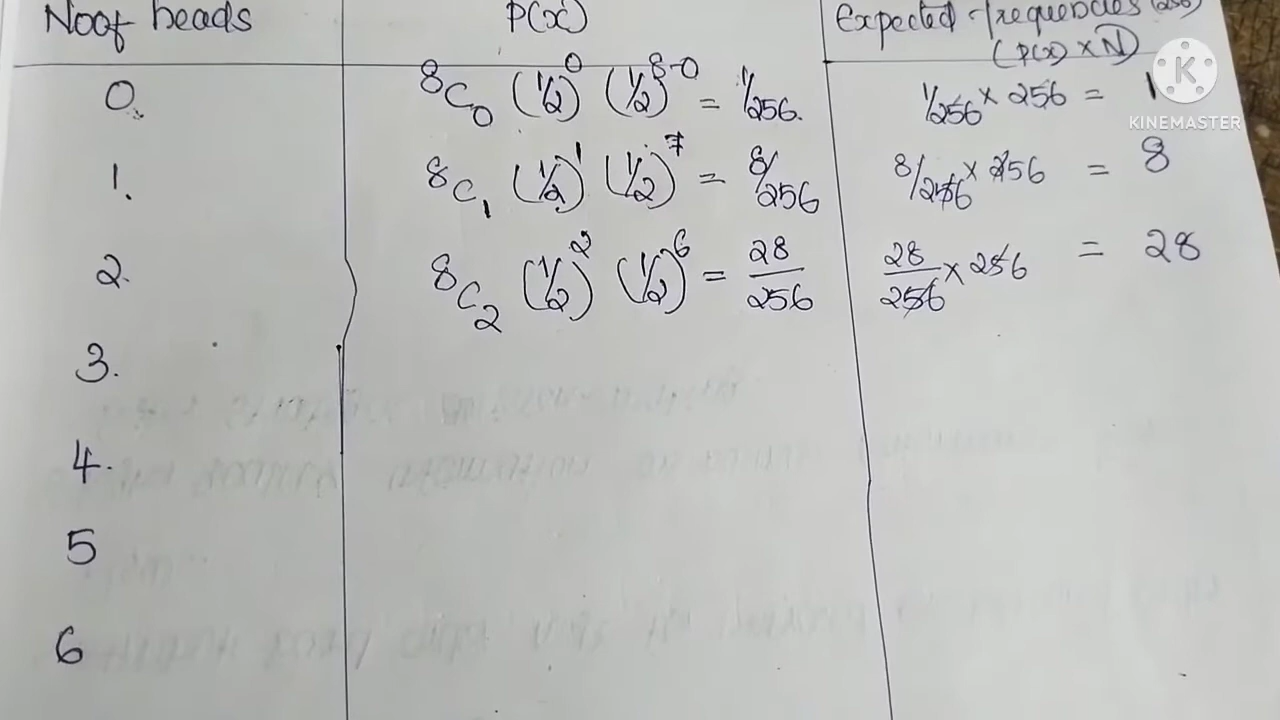 Noof heads P(x) Expected frequencies (256)
(P(x) × N)
0. ⁸C₀ (1/2)⁰ (1/2)⁸⁻⁰ = 1/256. 1/256 × 256 = 1
1. ⁸C₁ (1/2)¹ (1/2)⁷ = 8/256 8/256 × 256 = 8
2. ⁸C₂ (1/2)² (1/2)⁶ = 28/256 28/256 × 256 = 28
3.
4.
5
6
KINEMASTER